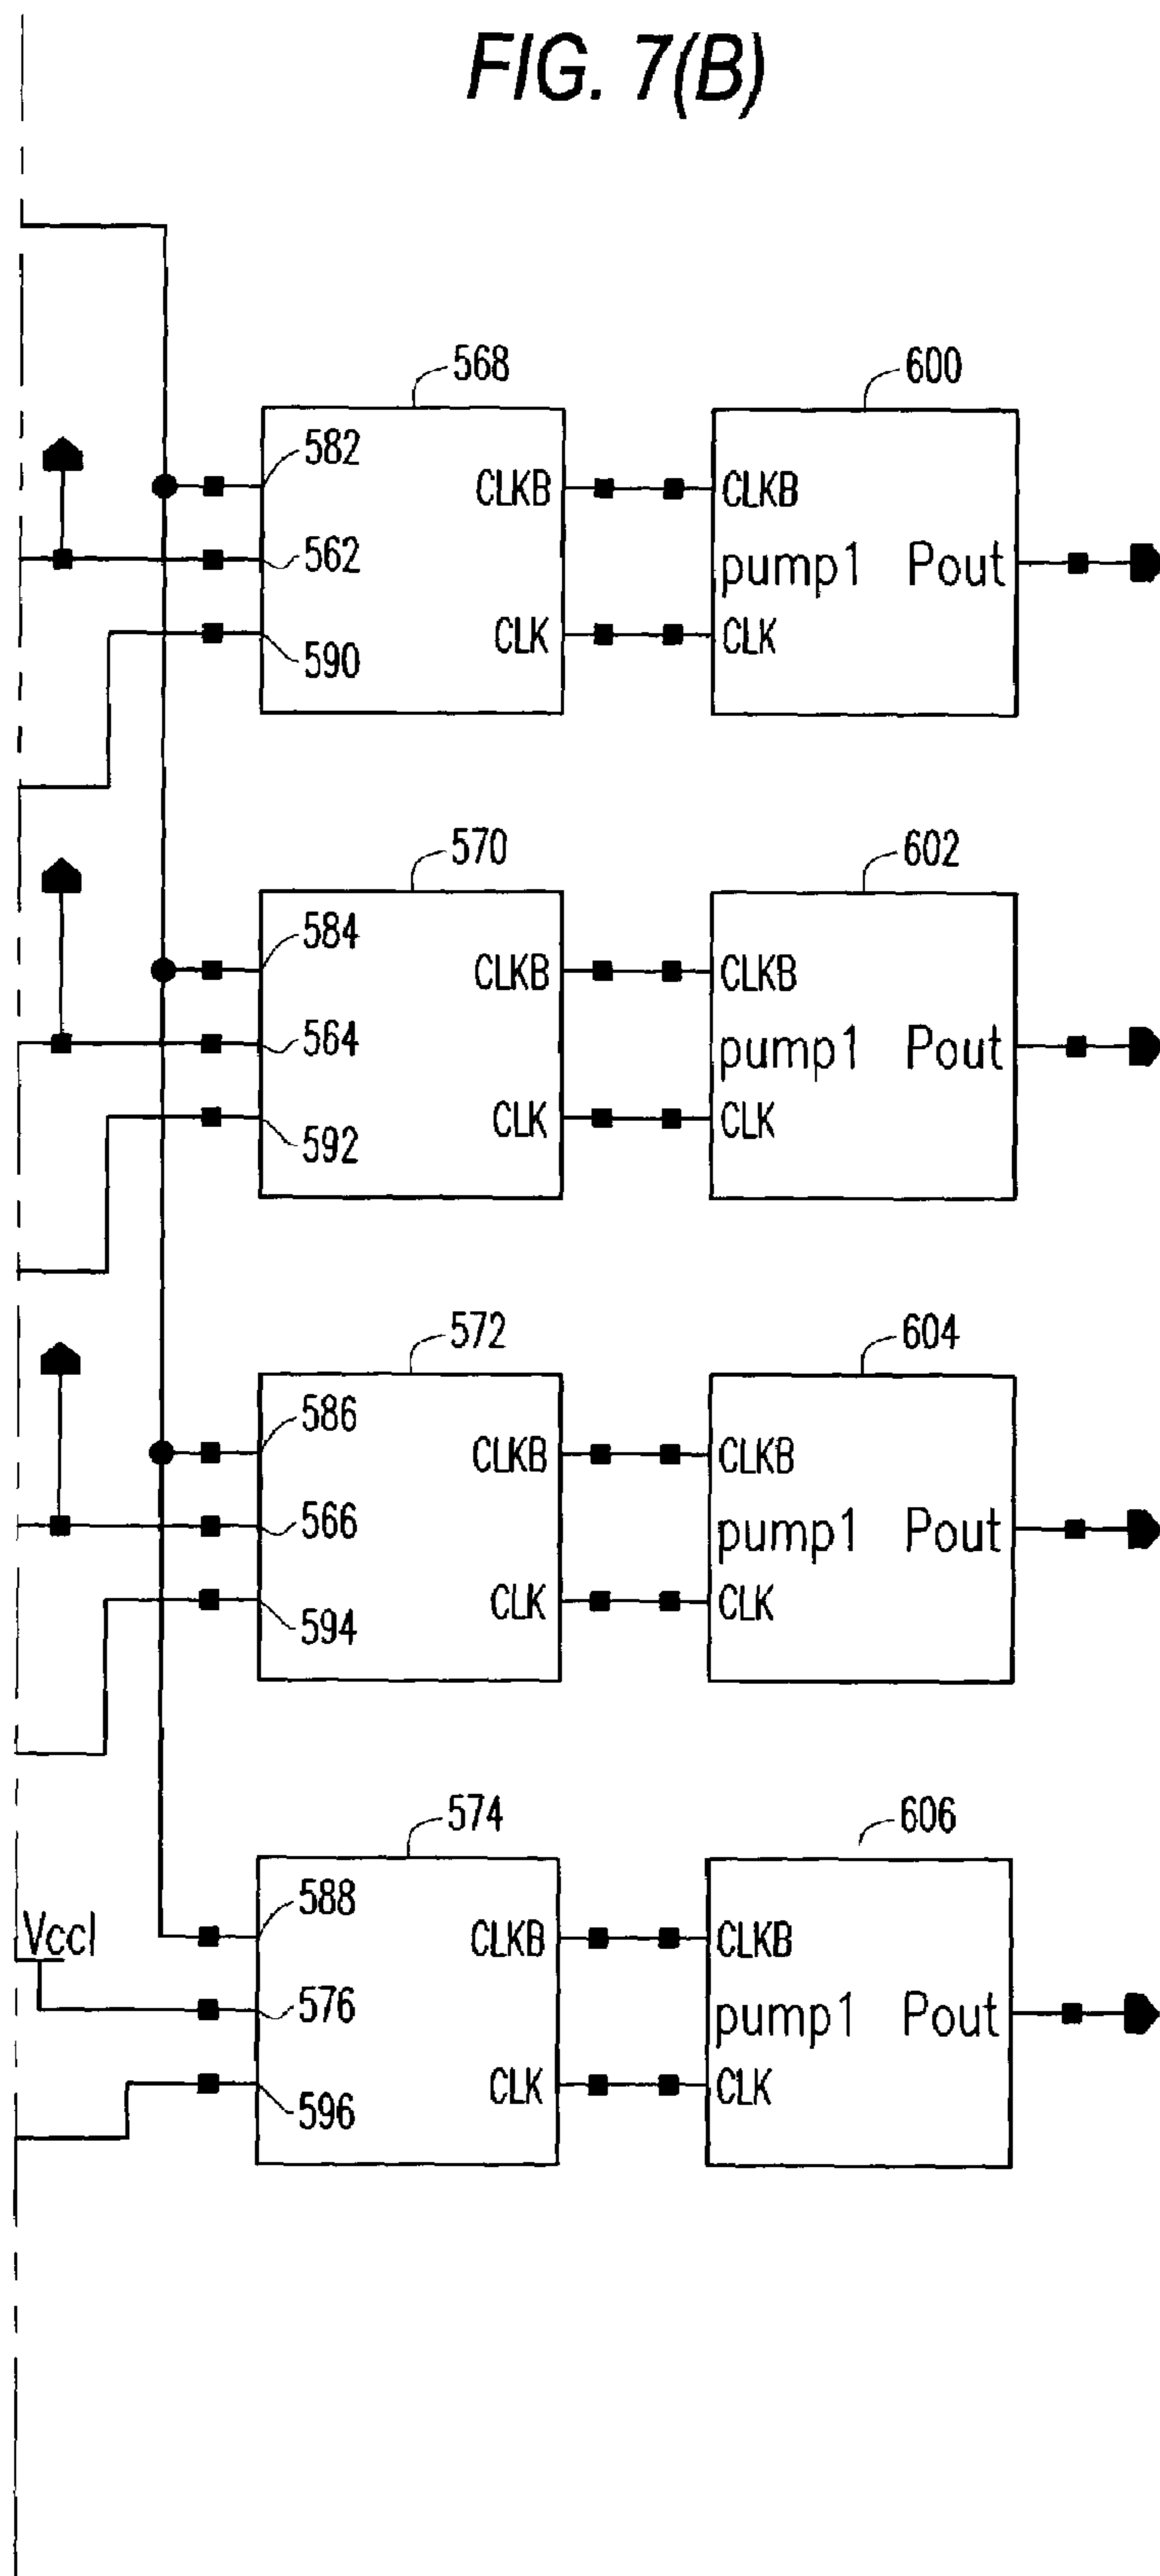 FIG. 7(B)
568
600
582
CLKB
CLKB
562
pump1 Pout
590
CLK
CLK
570
602
584
CLKB
CLKB
564
pump1 Pout
592
CLK
CLK
572
604
586
CLKB
CLKB
566
pump1 Pout
594
CLK
CLK
574
606
588
Vccl
CLKB
CLKB
576
pump1 Pout
596
CLK
CLK